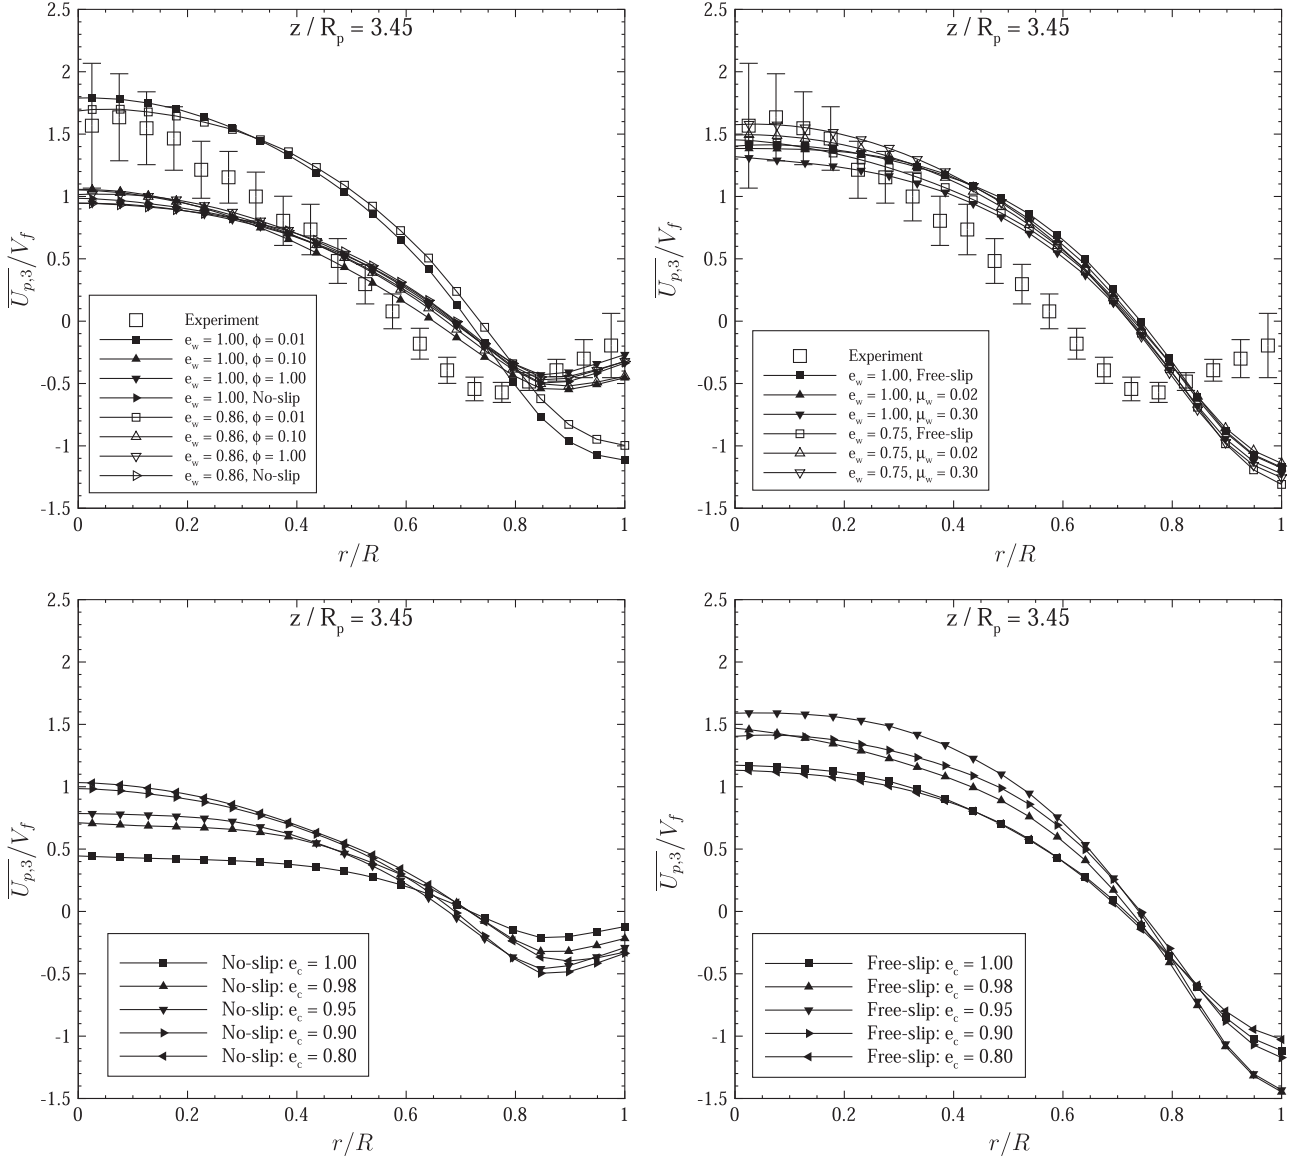 z / R_p = 3.45
2.5
2
1.5
1
0.5
0
-0.5
-1
-1.5
\overline{U_{p,3}}/V_f
Experiment
e_w = 1.00, ϕ = 0.01
e_w = 1.00, ϕ = 0.10
e_w = 1.00, ϕ = 1.00
e_w = 1.00, No-slip
e_w = 0.86, ϕ = 0.01
e_w = 0.86, ϕ = 0.10
e_w = 0.86, ϕ = 1.00
e_w = 0.86, No-slip
0 0.2 0.4 0.6 0.8 1
r/R
z / R_p = 3.45
2.5
2
1.5
1
0.5
0
-0.5
-1
-1.5
\overline{U_{p,3}}/V_f
Experiment
e_w = 1.00, Free-slip
e_w = 1.00, μ_w = 0.02
e_w = 1.00, μ_w = 0.30
e_w = 0.75, Free-slip
e_w = 0.75, μ_w = 0.02
e_w = 0.75, μ_w = 0.30
0 0.2 0.4 0.6 0.8 1
r/R
z / R_p = 3.45
2.5
2
1.5
1
0.5
0
-0.5
-1
-1.5
\overline{U_{p,3}}/V_f
No-slip: e_c = 1.00
No-slip: e_c = 0.98
No-slip: e_c = 0.95
No-slip: e_c = 0.90
No-slip: e_c = 0.80
0 0.2 0.4 0.6 0.8 1
r/R
z / R_p = 3.45
2.5
2
1.5
1
0.5
0
-0.5
-1
-1.5
\overline{U_{p,3}}/V_f
Free-slip: e_c = 1.00
Free-slip: e_c = 0.98
Free-slip: e_c = 0.95
Free-slip: e_c = 0.90
Free-slip: e_c = 0.80
0 0.2 0.4 0.6 0.8 1
r/R